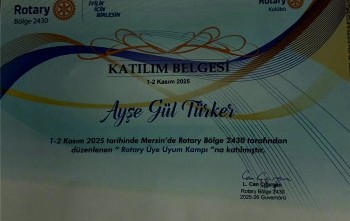 Rotary
Bölge 2430
İYİLİK
İÇİN
BİRLEŞİN
Rotary
Kulübü
KATILIM BELGESİ
1-2 Kasım 2025
Ayşe Gül Türker
1-2 Kasım 2025 tarihinde Mersin'de Rotary Bölge 2430 tarafından
düzenlenen " Rotary Üye Uyum Kampı "na katılmıştır.
L. Can
Rotary Bölge 2430
2025-26 Guvernörü